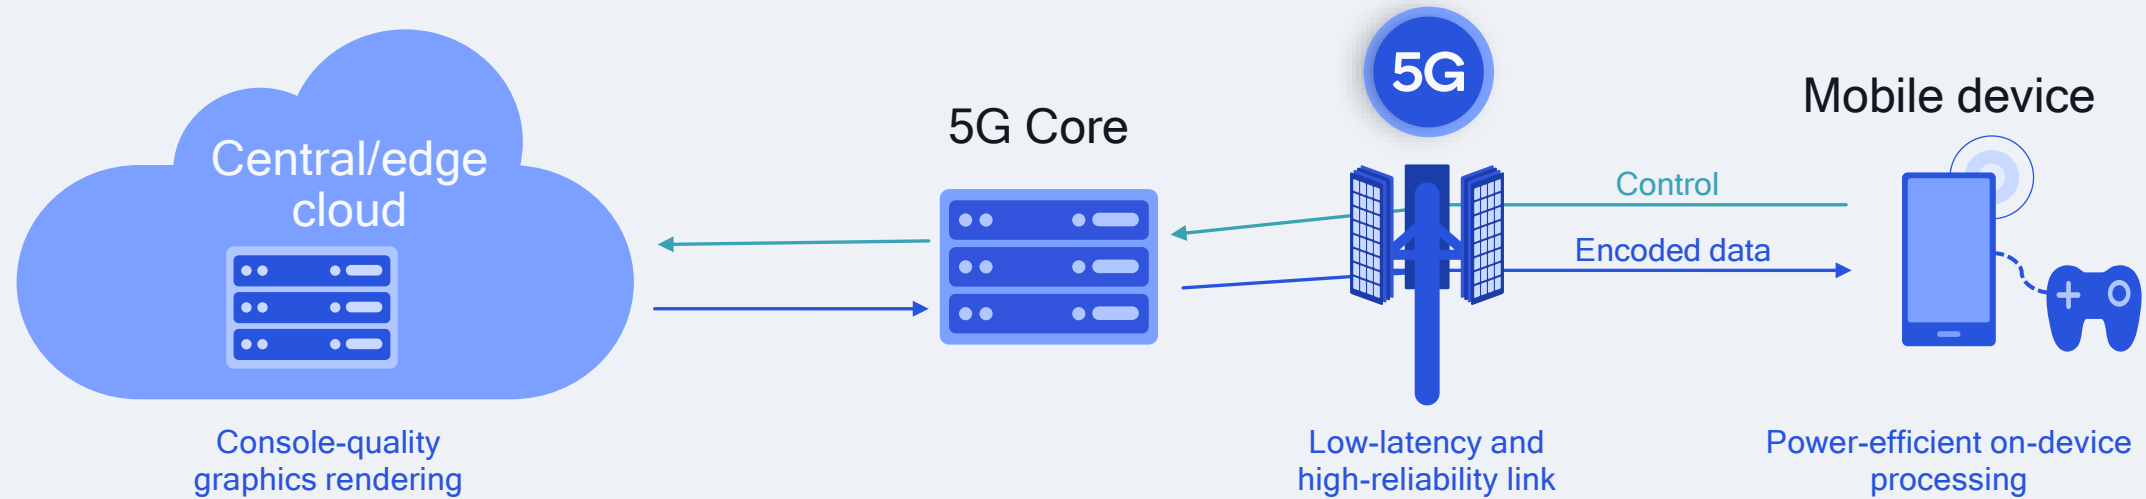 Central/edge
cloud
Console-quality
graphics rendering
5G Core
5G
Low-latency and
high-reliability link
Control
Encoded data
Mobile device
Power-efficient on-device
processing